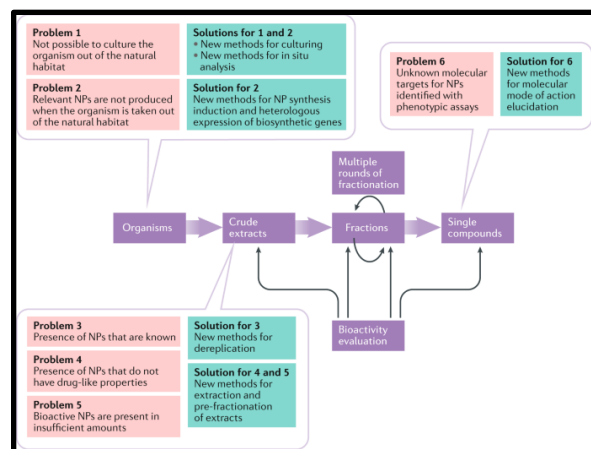 Problem 1
Not possible to culture the
organism out of the natural
habitat
Problem 2
Relevant NPs are not produced
when the organism is taken out
of the natural habitat
Solutions for 1 and 2
• New methods for culturing
• New methods for in situ
analysis
Solution for 2
New methods for NP synthesis
induction and heterologous
expression of biosynthetic genes
Problem 6
Unknown molecular
targets for NPs
identified with
phenotypic assays
Solution for 6
New methods
for molecular
mode of action
elucidation
Multiple
rounds of
fractionation
Organisms
Crude
extracts
Fractions
Single
compounds
Bioactivity
evaluation
Problem 3
Presence of NPs that are known
Problem 4
Presence of NPs that do not
have drug-like properties
Problem 5
Bioactive NPs are present in
insufficient amounts
Solution for 3
New methods for
dereplication
Solution for 4 and 5
New methods for
extraction and
pre-fractionation
of extracts